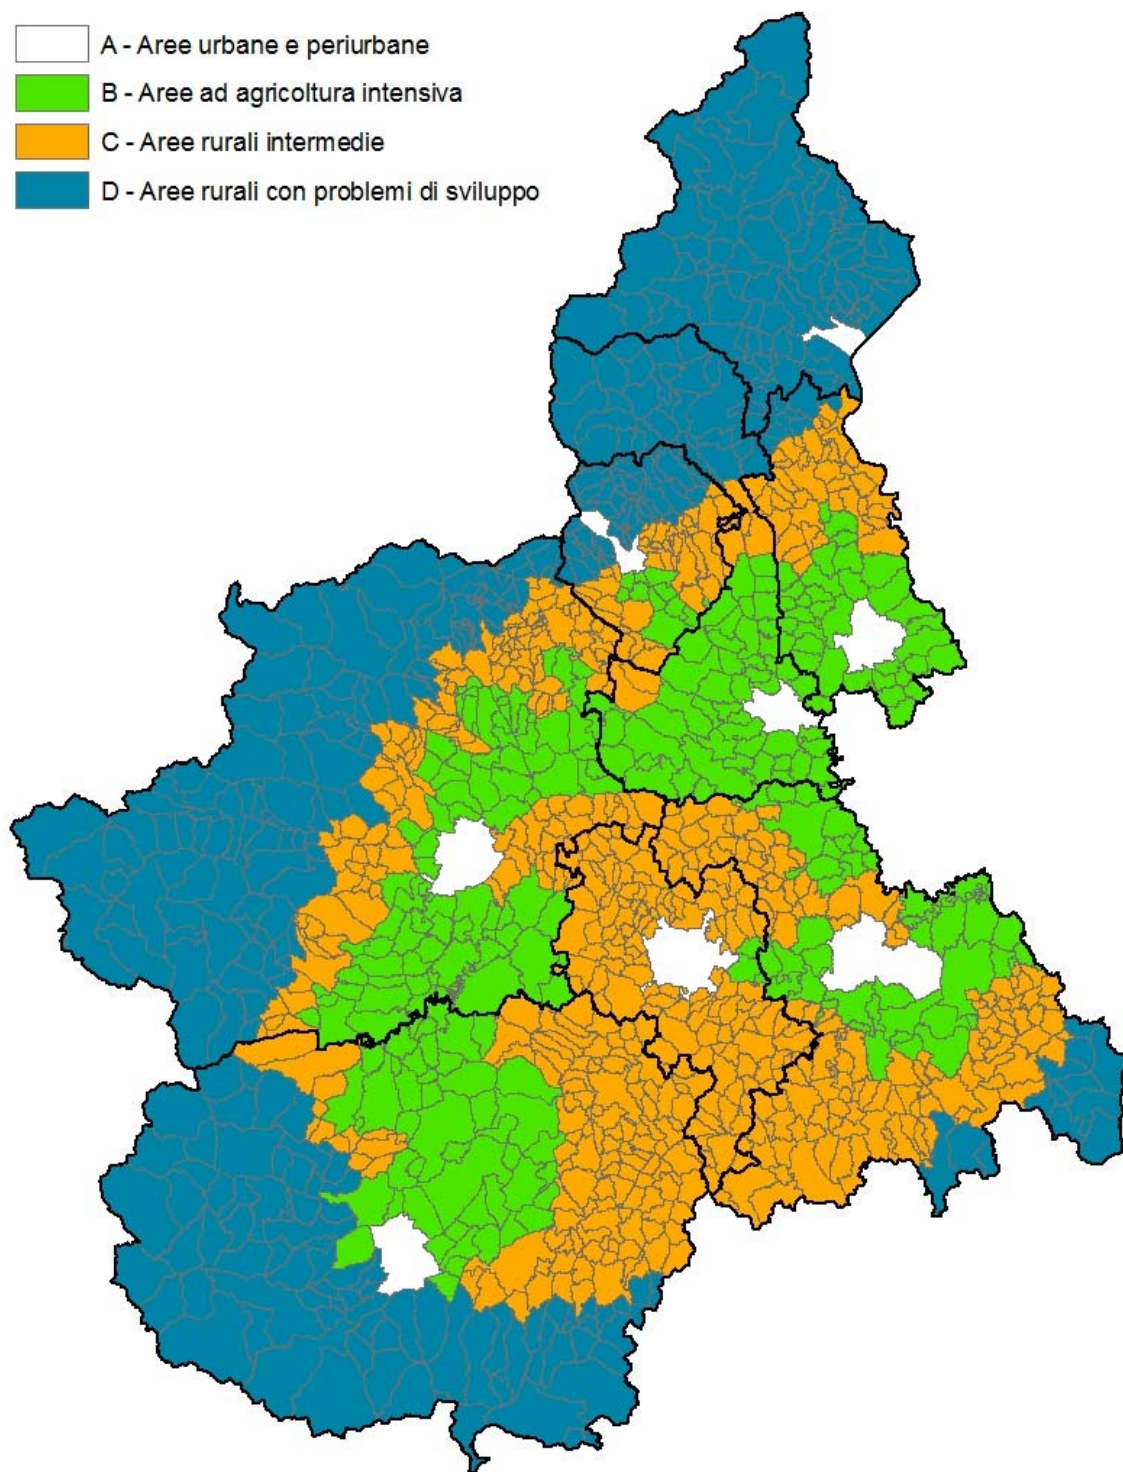 A - Aree urbane e periurbane
B - Aree ad agricoltura intensiva
C - Aree rurali intermedie
D - Aree rurali con problemi di sviluppo